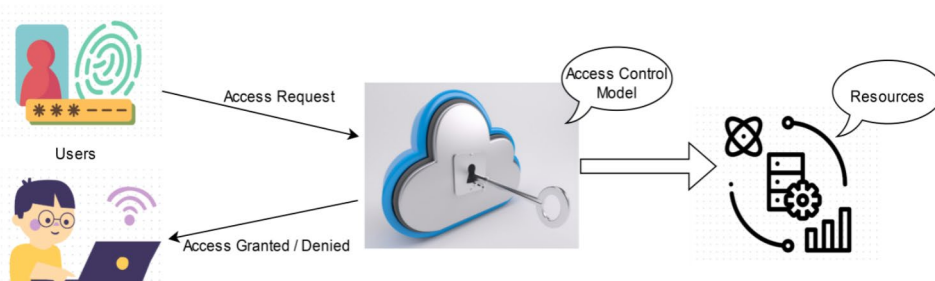 Access Request
Users
Access Granted / Denied
Access Control
Model
Resources